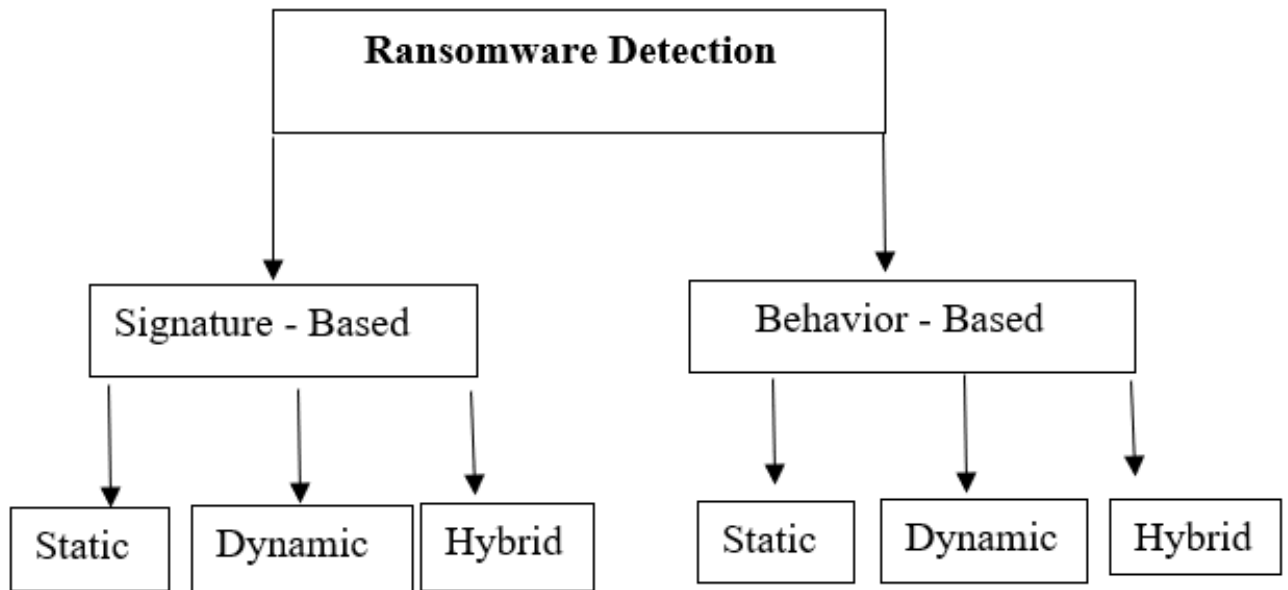 Ransomware Detection
Signature - Based
Behavior - Based
Static
Dynamic
Hybrid
Static
Dynamic
Hybrid